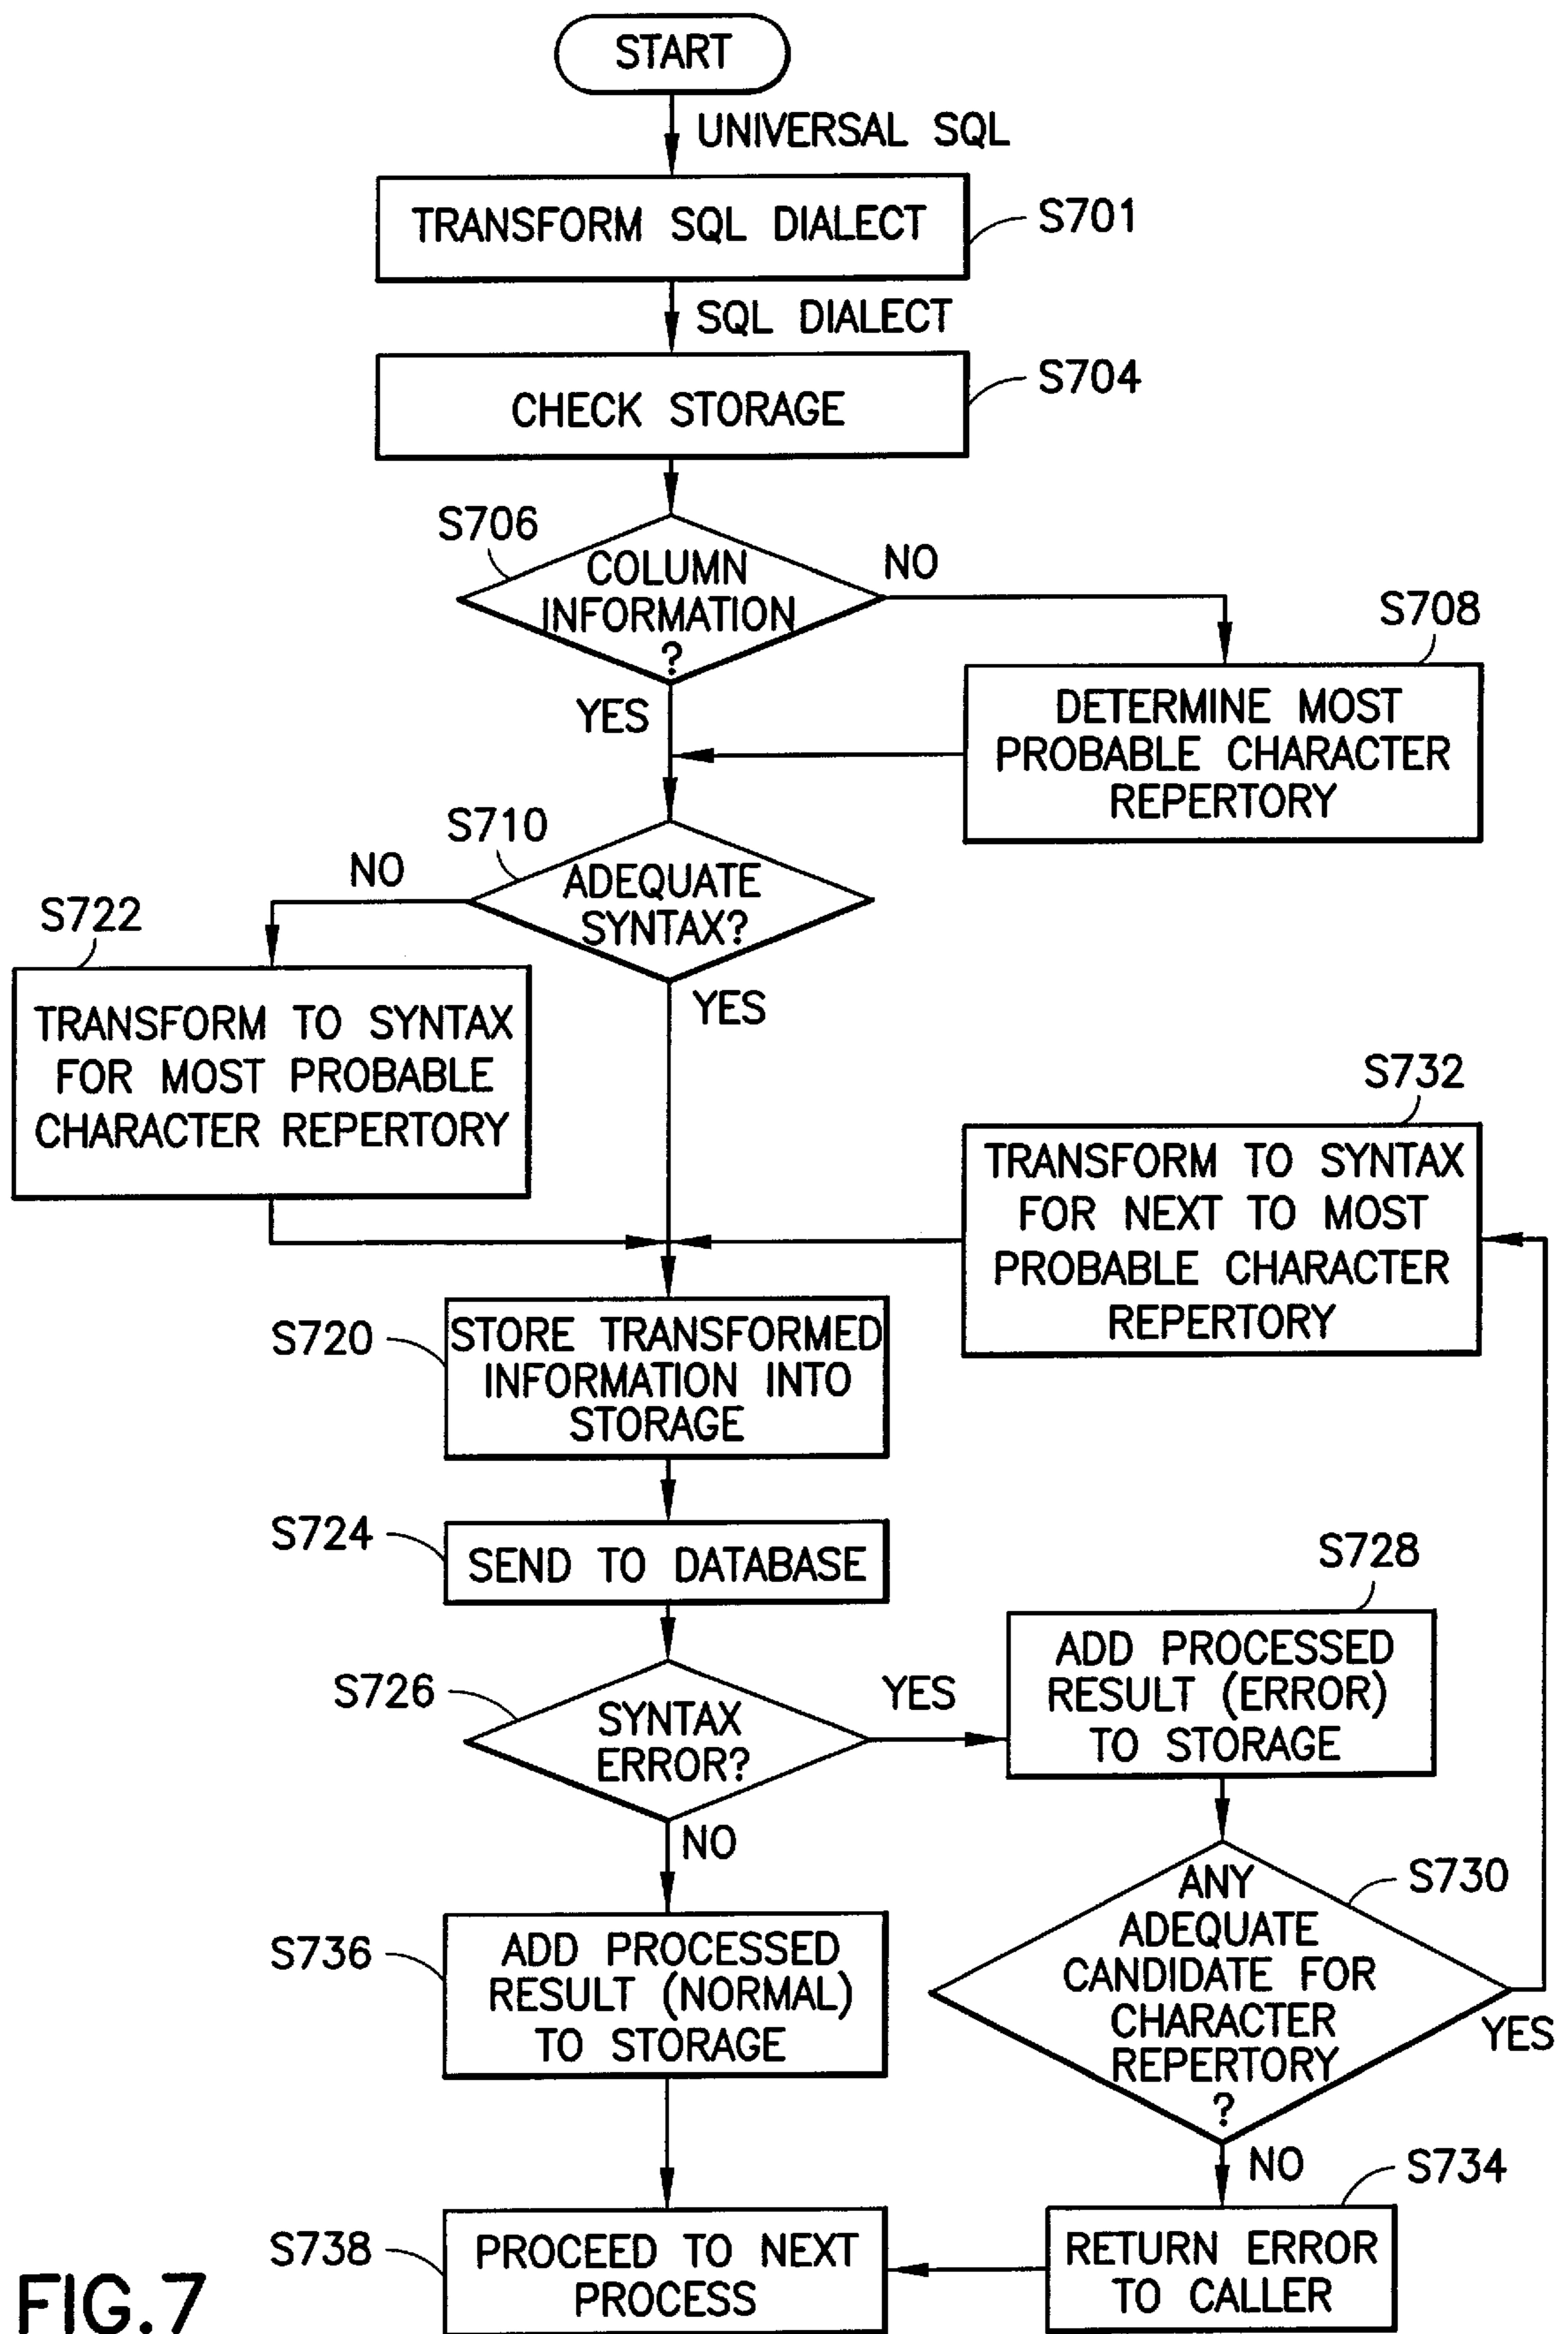 START
UNIVERSAL SQL
TRANSFORM SQL DIALECT
S701
SQL DIALECT
CHECK STORAGE
S704
S706
COLUMN
INFORMATION
?
NO
YES
S708
DETERMINE MOST
PROBABLE CHARACTER
REPERTORY
S710
ADEQUATE
SYNTAX?
NO
YES
S722
TRANSFORM TO SYNTAX
FOR MOST PROBABLE
CHARACTER REPERTORY
S732
TRANSFORM TO SYNTAX
FOR NEXT TO MOST
PROBABLE CHARACTER
REPERTORY
S720
STORE TRANSFORMED
INFORMATION INTO
STORAGE
S724
SEND TO DATABASE
S726
SYNTAX
ERROR?
YES
NO
S728
ADD PROCESSED
RESULT (ERROR)
TO STORAGE
S730
ANY
ADEQUATE
CANDIDATE FOR
CHARACTER
REPERTORY
?
YES
NO
S736
ADD PROCESSED
RESULT (NORMAL)
TO STORAGE
S734
RETURN ERROR
TO CALLER
S738
PROCEED TO NEXT
PROCESS
FIG.7